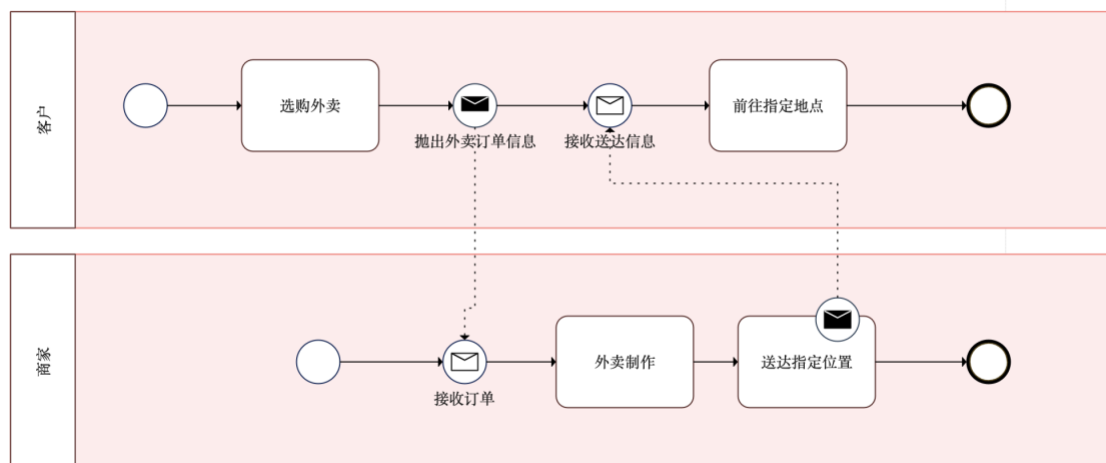 客户
选购外卖
抛出外卖订单信息
接收送达信息
前往指定地点
商家
接收订单
外卖制作
送达指定位置